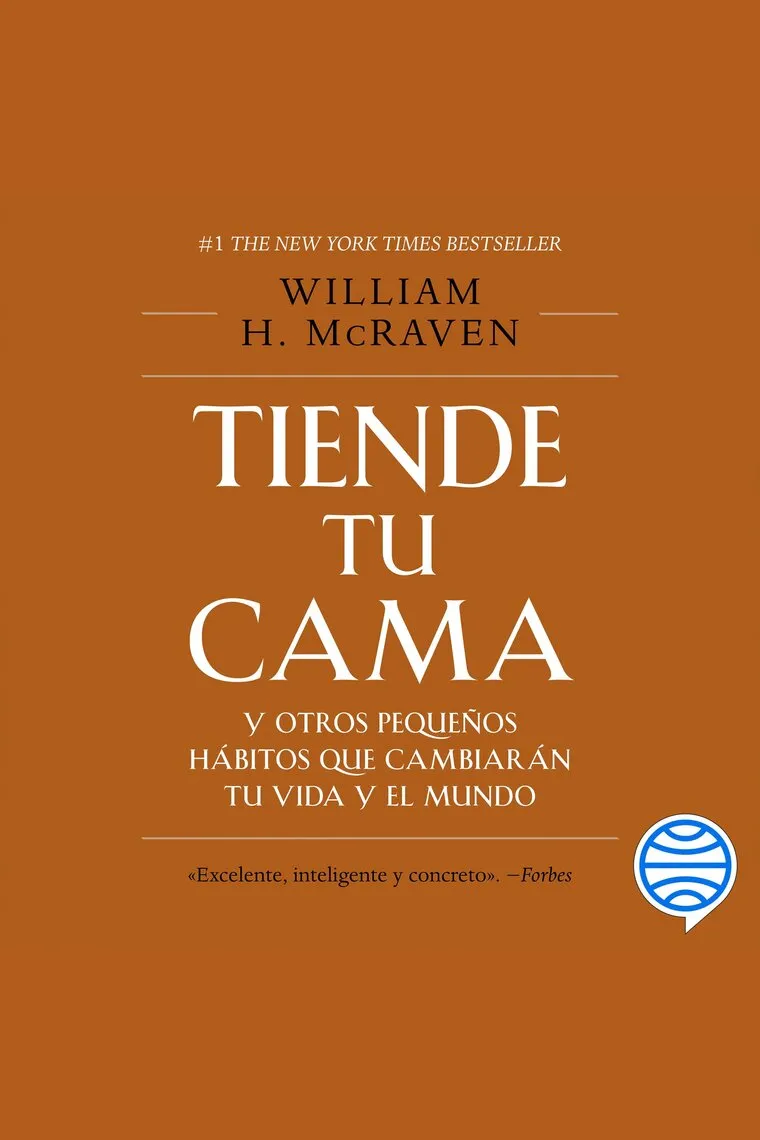 #1 THE NEW YORK TIMES BESTSELLER
WILLIAM
H. McRAVEN
TIENDE
TU
CAMA
Y OTROS PEQUEÑOS
HÁBITOS QUE CAMBIARÁN
TU VIDA Y EL MUNDO
«Excelente, inteligente y concreto». —Forbes